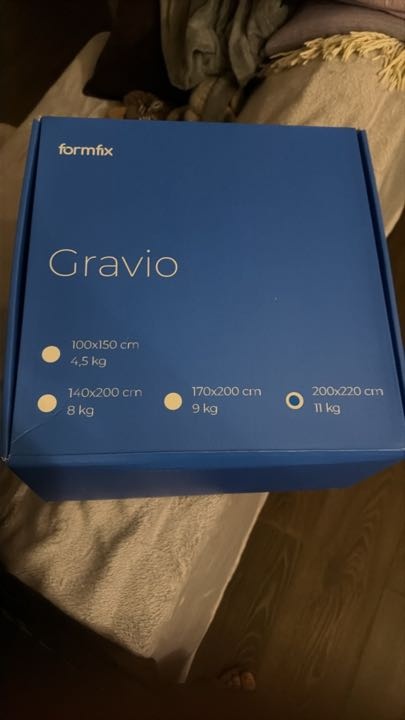 formfix
Gravio
100x150 cm
4,5 kg
140x200 cm
8 kg
170x200 cm
9 kg
200x220 cm
11 kg